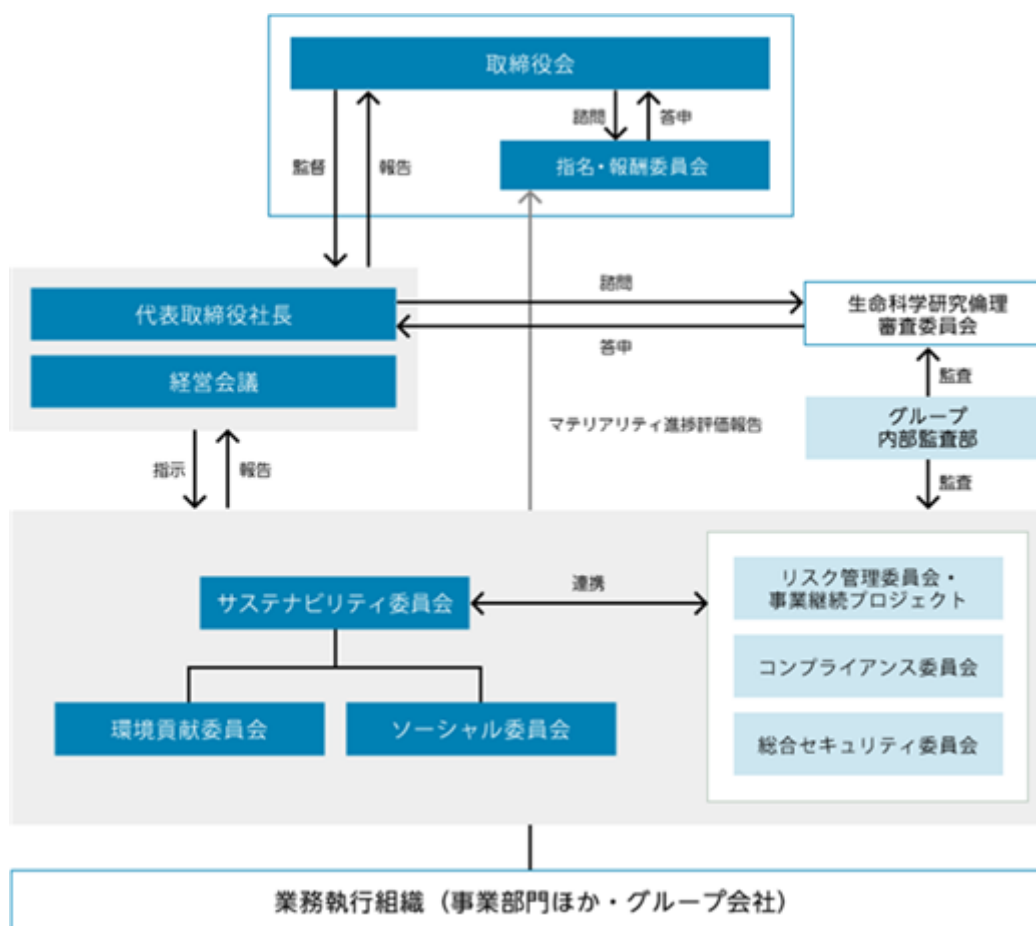 取締役会
諮問
答申
指名・報酬委員会
監督
報告
代表取締役社長
経営会議
諮問
答申
生命科学研究倫理
審査委員会
監査
グループ
内部監査部
監査
マテリアリティ進捗評価報告
指示
報告
サステナビリティ委員会
連携
リスク管理委員会・
事業継続プロジェクト
コンプライアンス委員会
総合セキュリティ委員会
環境貢献委員会
ソーシャル委員会
業務執行組織（事業部門ほか・グループ会社）